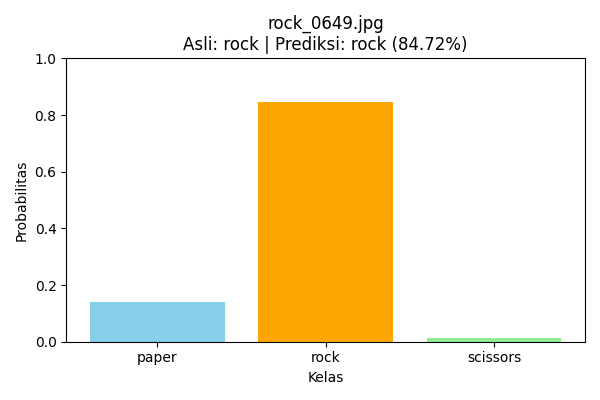 rock_0649.jpg
Asli: rock | Prediksi: rock (84.72%)
1.0
0.8
0.6
0.4
0.2
0.0
Probabilitas
paper
rock
scissors
Kelas